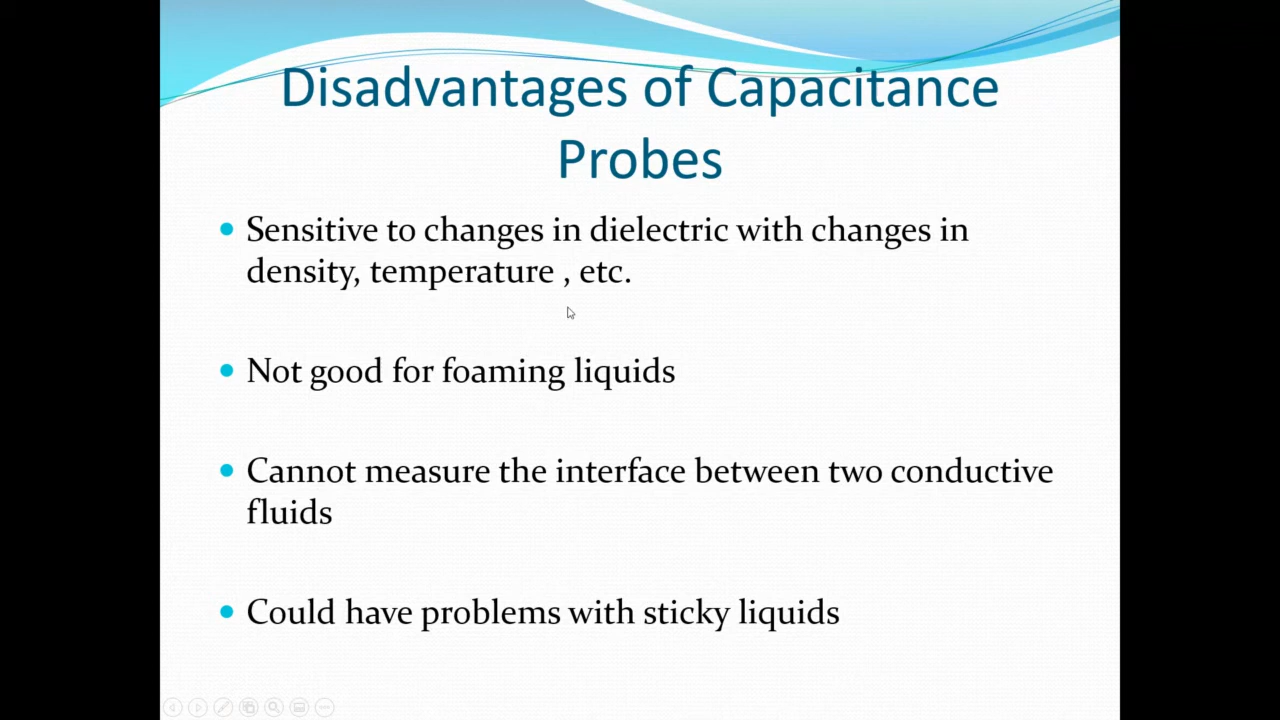 Disadvantages of Capacitance
Probes
• Sensitive to changes in dielectric with changes in
density, temperature , etc.
• Not good for foaming liquids
• Cannot measure the interface between two conductive
fluids
• Could have problems with sticky liquids